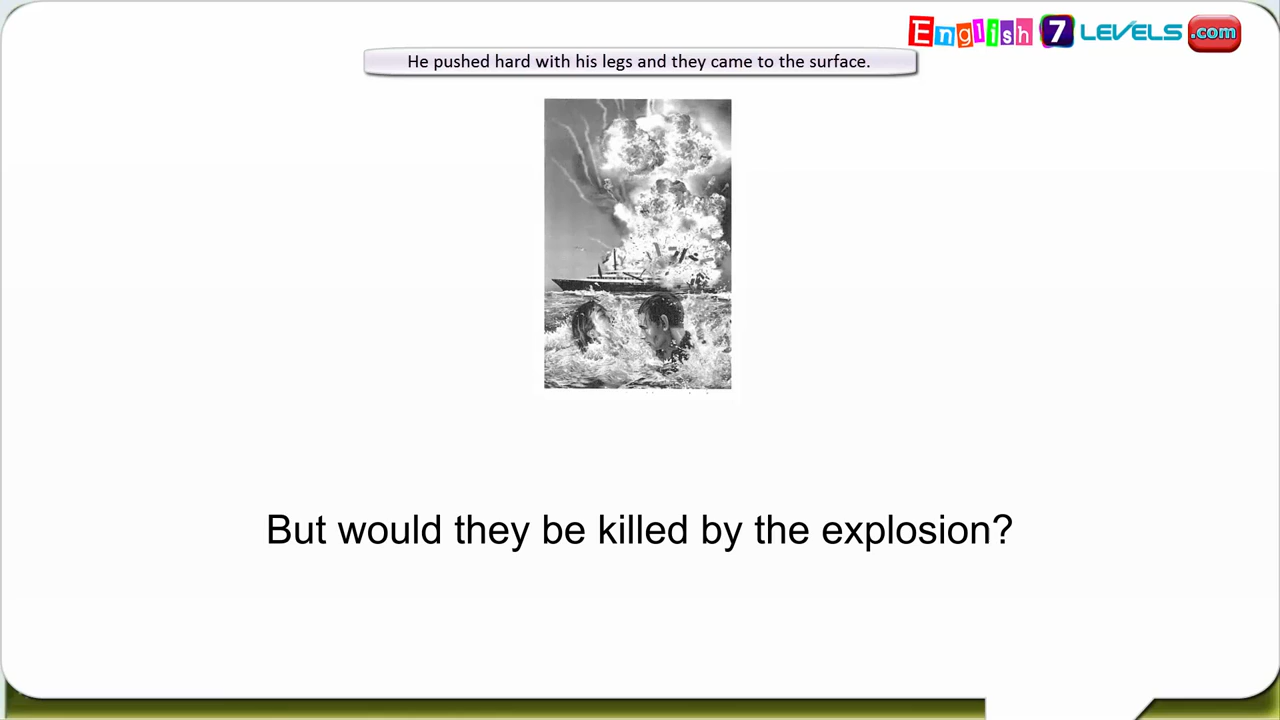 English 7 LEVELS .com
He pushed hard with his legs and they came to the surface.
But would they be killed by the explosion?